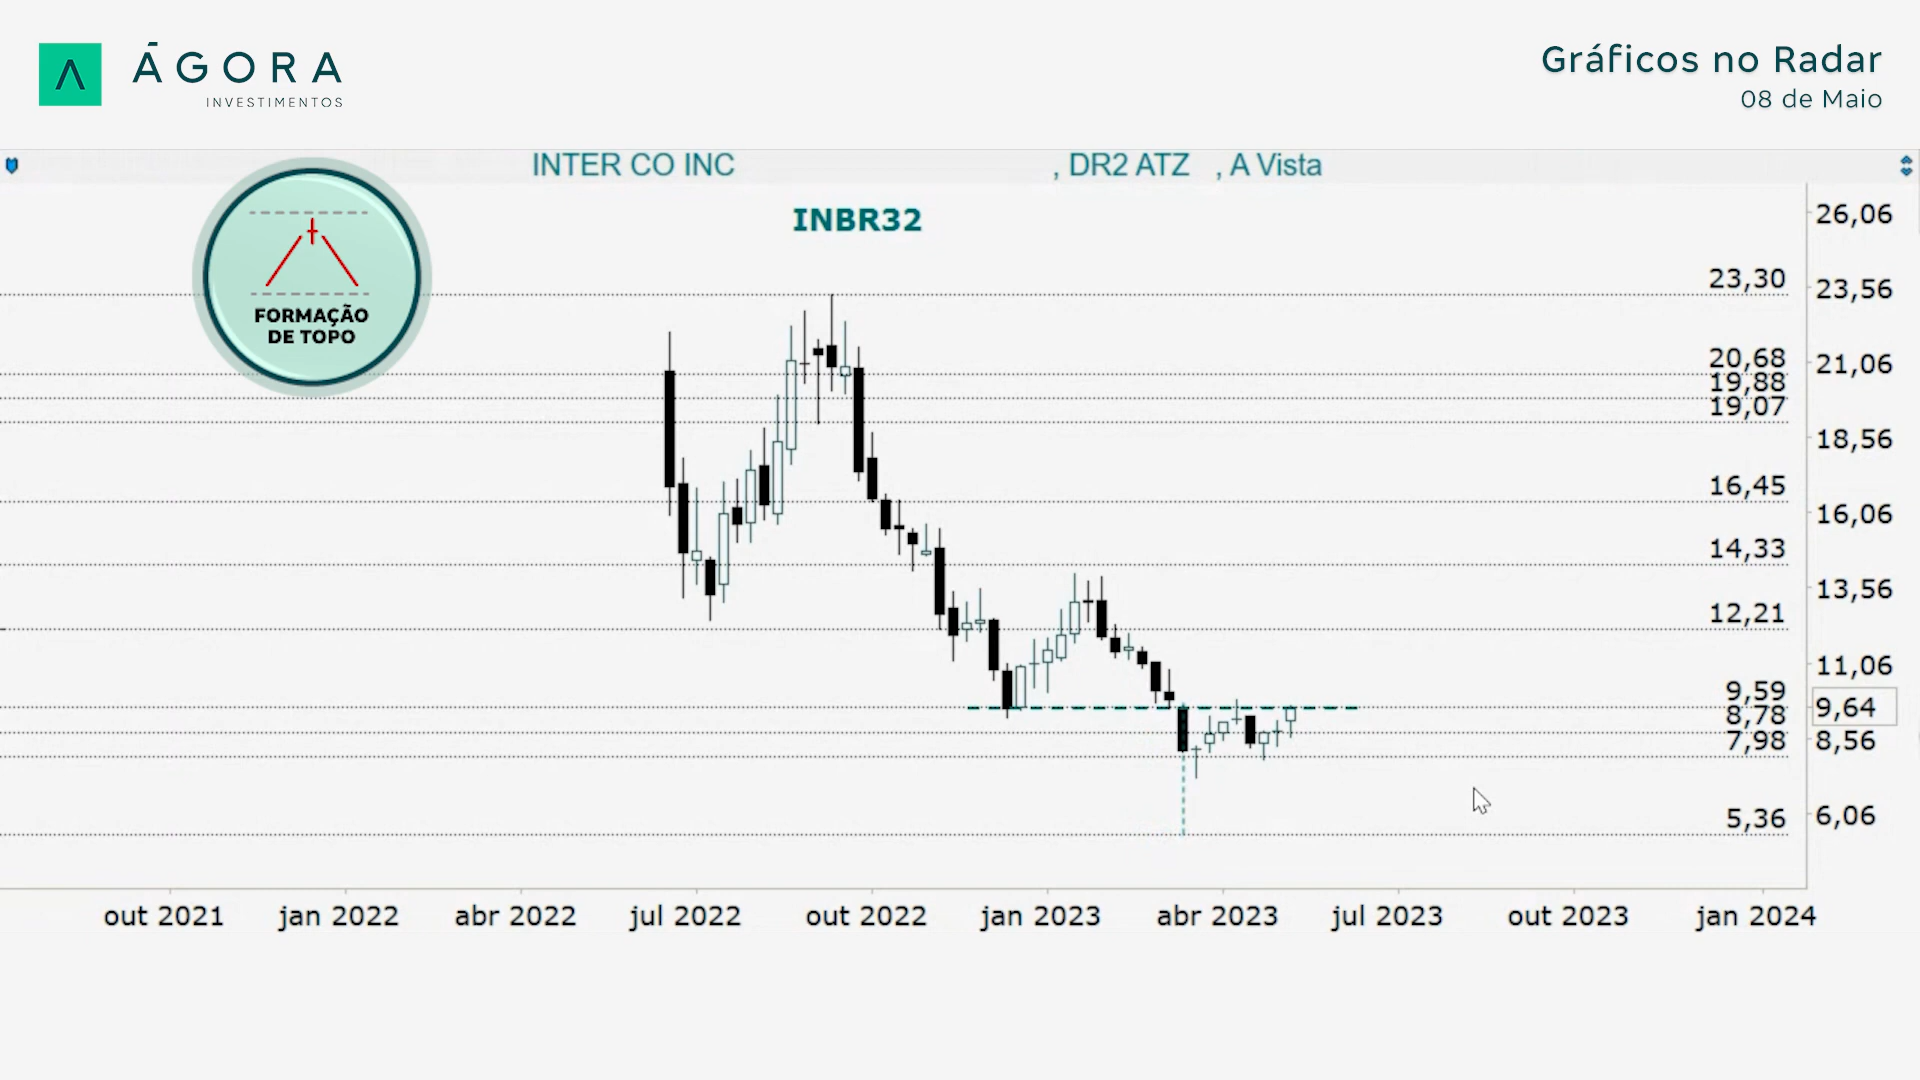 ÁGORA
INVESTIMENTOS
Gráficos no Radar
08 de Maio
INTER CO INC , DR2 ATZ , A Vista
INBR32
FORMAÇÃO
DE TOPO
23,30
20,68
19,88
19,07
16,45
14,33
12,21
9,59
8,78
7,98
5,36
26,06
23,56
21,06
18,56
16,06
13,56
11,06
9,64
8,56
6,06
out 2021 jan 2022 abr 2022 jul 2022 out 2022 jan 2023 abr 2023 jul 2023 out 2023 jan 2024